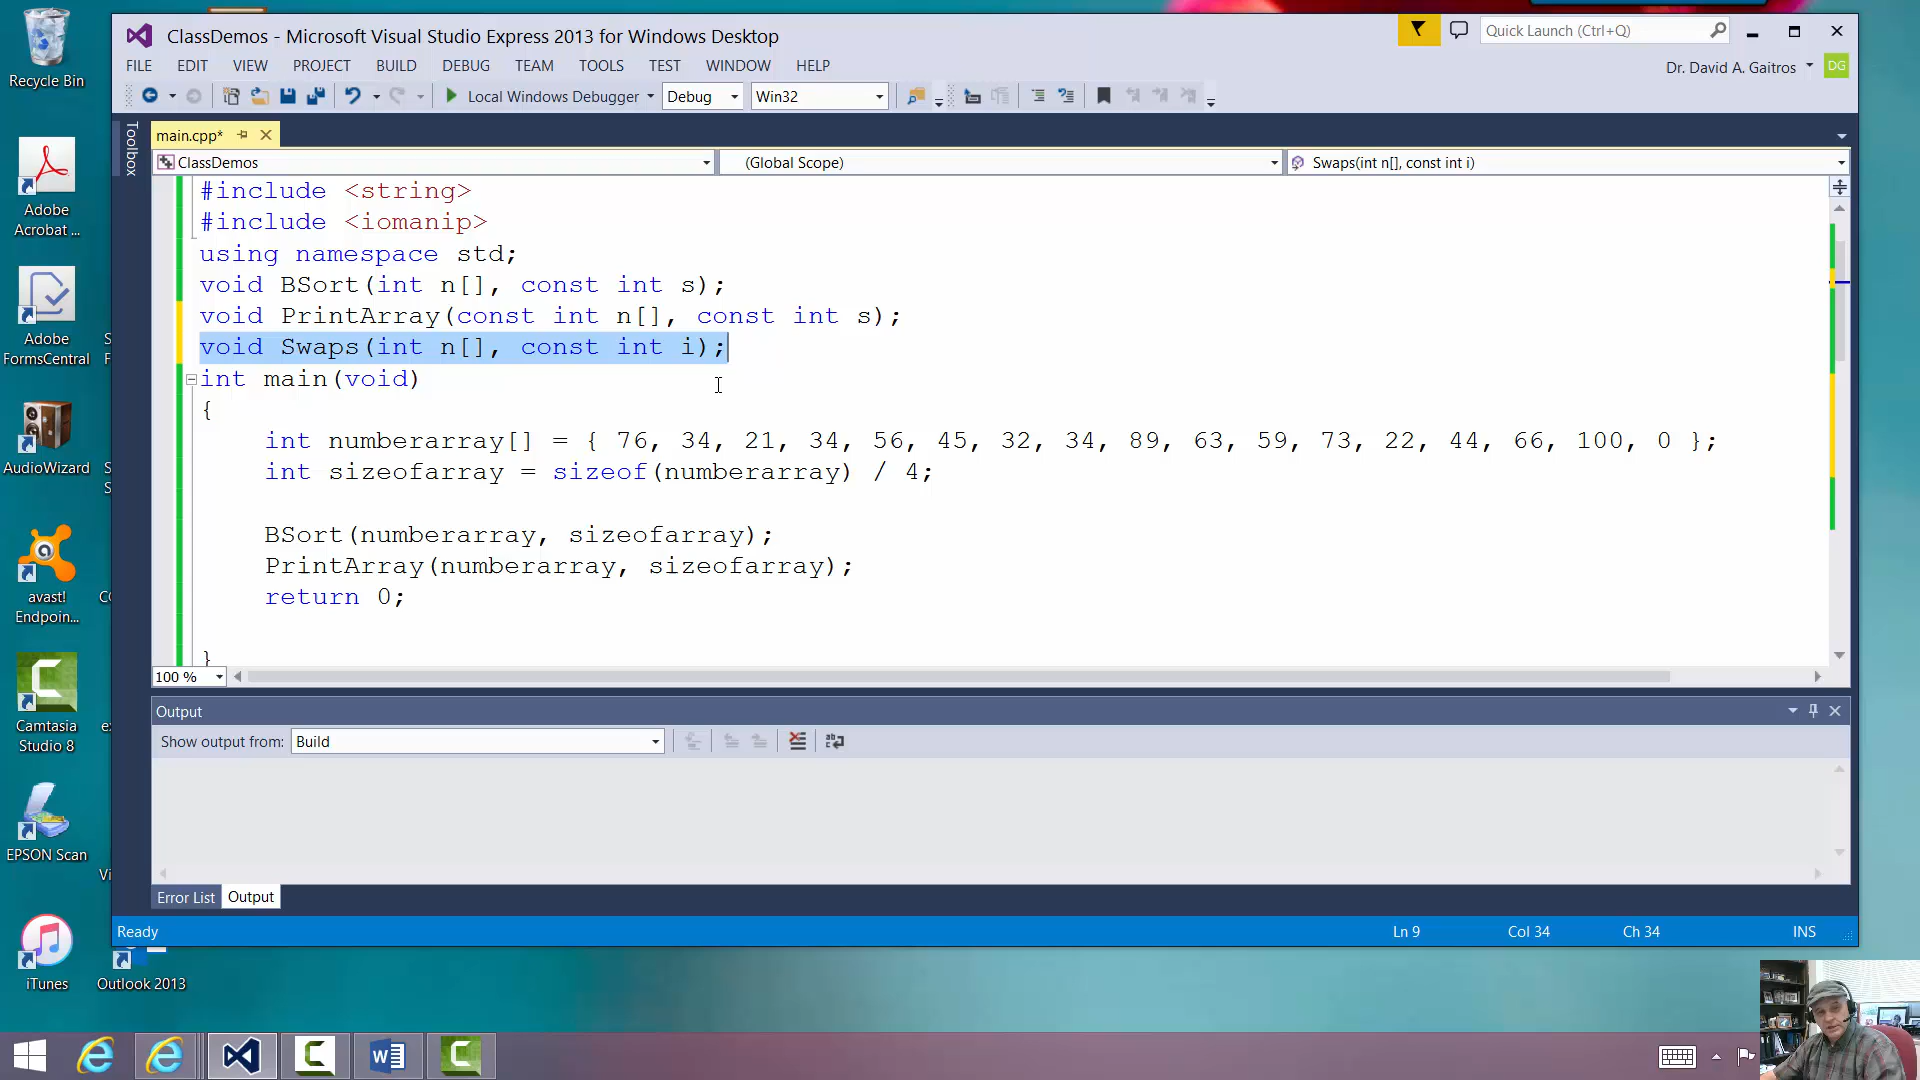 Recycle Bin
Adobe
Acrobat ...
Adobe
FormsCentral
AudioWizard
avast!
Endpoin...
Camtasia
Studio 8
EPSON Scan
iTunes
Outlook 2013
ClassDemos - Microsoft Visual Studio Express 2013 for Windows Desktop
Quick Launch (Ctrl+Q)
FILE EDIT VIEW PROJECT BUILD DEBUG TEAM TOOLS TEST WINDOW HELP
Dr. David A. Gaitros DG
Local Windows Debugger Debug Win32
Toolbox
main.cpp*
ClassDemos (Global Scope) Swaps(int n[], const int i)
#include <string>
#include <iomanip>
using namespace std;
void BSort(int n[], const int s);
void PrintArray(const int n[], const int s);
void Swaps(int n[], const int i);
int main(void)
{
int numberarray[] = { 76, 34, 21, 34, 56, 45, 32, 34, 89, 63, 59, 73, 22, 44, 66, 100, 0 };
int sizeofarray = sizeof(numberarray) / 4;
BSort(numberarray, sizeofarray);
PrintArray(numberarray, sizeofarray);
return 0;
}
100 %
Output
Show output from: Build
Error List Output
Ready Ln 9 Col 34 Ch 34 INS